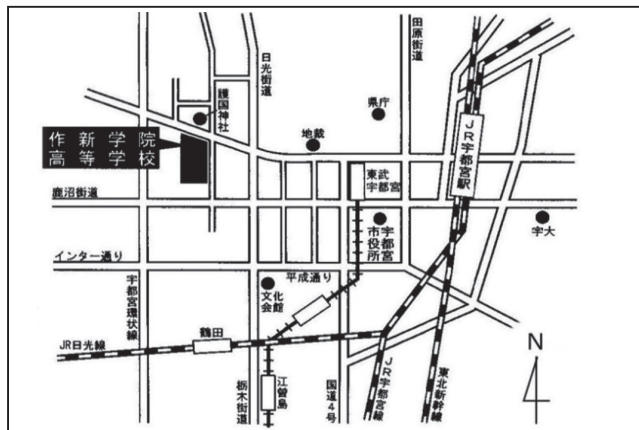 田原街道
日光街道
護国神社
県庁
地蔵
JR宇都宮駅
作新学院
高等学校
東武
宇都宮
鹿沼街道
宇都宮
市役所
宇大
インター通り
平成通り
文化
会館
宇都宮環状線
鶴田
JR日光線
N
栃木街道
江曽島
国道4号
JR宇都宮線
東北新幹線